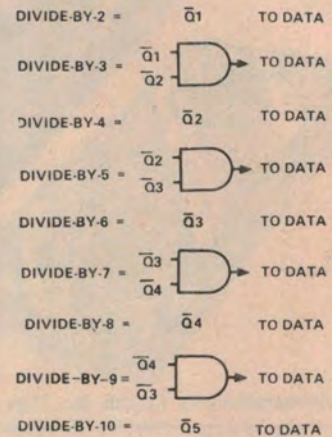 DIVIDE-BY-2 = Q̅1 TO DATA
DIVIDE-BY-3 = Q̅1 Q̅2 TO DATA
DIVIDE-BY-4 = Q̅2 TO DATA
DIVIDE-BY-5 = Q̅2 Q̅3 TO DATA
DIVIDE-BY-6 = Q̅3 TO DATA
DIVIDE-BY-7 = Q̅3 Q̅4 TO DATA
DIVIDE-BY-8 = Q̅4 TO DATA
DIVIDE-BY-9 = Q̅4 Q̅3 TO DATA
DIVIDE-BY-10 = Q̅5 TO DATA